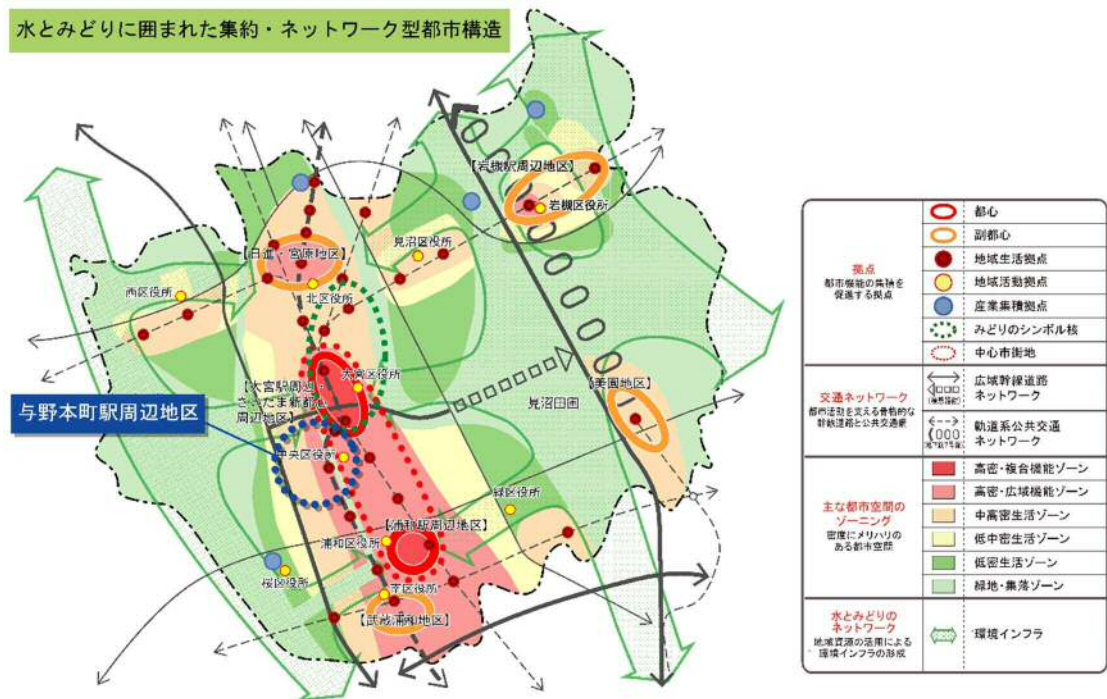 水とみどりに囲まれた集約・ネットワーク型都市構造
【岩槻駅周辺地区】
岩槻区役所
【日進・宮原地区】
見沼区役所
西区役所
北区役所
大宮区役所
【大宮駅周辺・
さいたま新都心
周辺地区】
見沼田圃
【美園地区】
与野本町駅周辺地区
中央区役所
緑区役所
【浦和駅周辺地区】
浦和区役所
桜区役所
南区役所
【武蔵浦和地区】
拠点
都市機能の集積を
促進する拠点
都心
副都心
地域生活拠点
地域活動拠点
産業集積拠点
みどりのシンボル核
中心市街地
交通ネットワーク
都市活動を支える骨格的な
幹線道路と公共交通網
広域幹線道路
ネットワーク
軌道系公共交通
ネットワーク
主な都市空間の
ゾーニング
密度にメリハリの
ある都市空間
高密・複合機能ゾーン
高密・広域機能ゾーン
中高密生活ゾーン
低中密生活ゾーン
低密生活ゾーン
緑地・集落ゾーン
水とみどりの
ネットワーク
地域資源の活用による
環境インフラの形成
環境インフラ